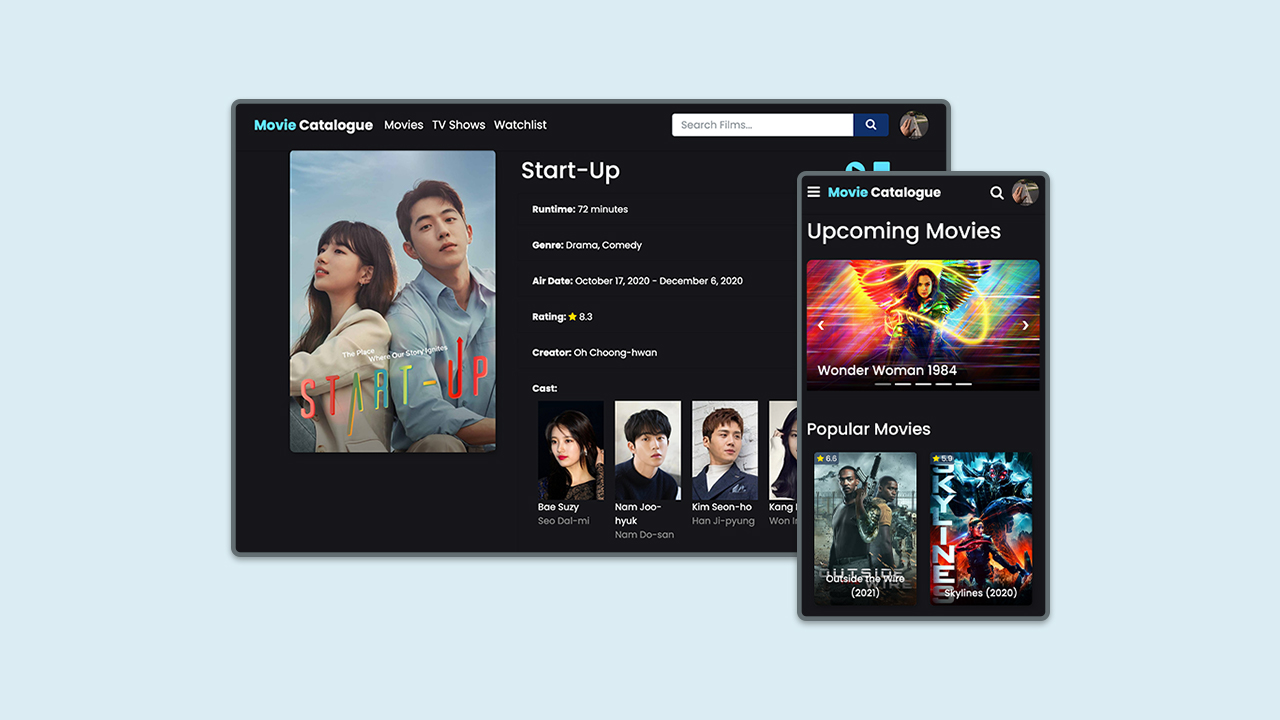 Movie Catalogue Movies TV Shows Watchlist Search Films...
Start-Up
Runtime: 72 minutes
Genre: Drama, Comedy
Air Date: October 17, 2020 - December 6, 2020
Rating: 8.3
Creator: Oh Choong-hwan
Cast:
The Place
Where Our Story Ignites
START-UP
Bae Suzy
Seo Dal-mi
Nam Joo-
hyuk
Nam Do-san
Kim Seon-ho
Han Ji-pyung
Kang
Won
Movie Catalogue
Upcoming Movies
Wonder Woman 1984
Popular Movies
6.6
OUTSIDE
WIRE
Outside the Wire
(2021)
5.9
SKYLINES
Skylines (2020)